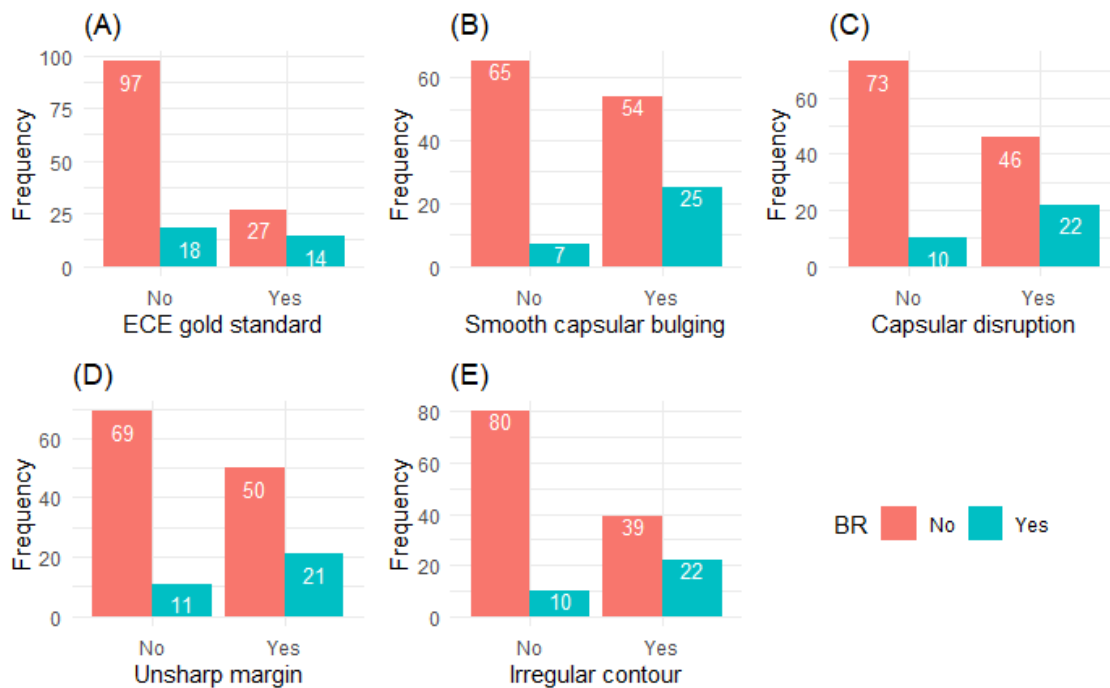 (A)
Frequency
100
75
50
25
0
97
18
27
14
No Yes
ECE gold standard
(B)
Frequency
60
40
20
0
65
7
54
25
No Yes
Smooth capsular bulging
(C)
Frequency
60
40
20
0
73
10
46
22
No Yes
Capsular disruption
(D)
Frequency
60
40
20
0
69
11
50
21
No Yes
Unsharp margin
(E)
Frequency
80
60
40
20
0
80
10
39
22
No Yes
Irregular contour
BR No Yes